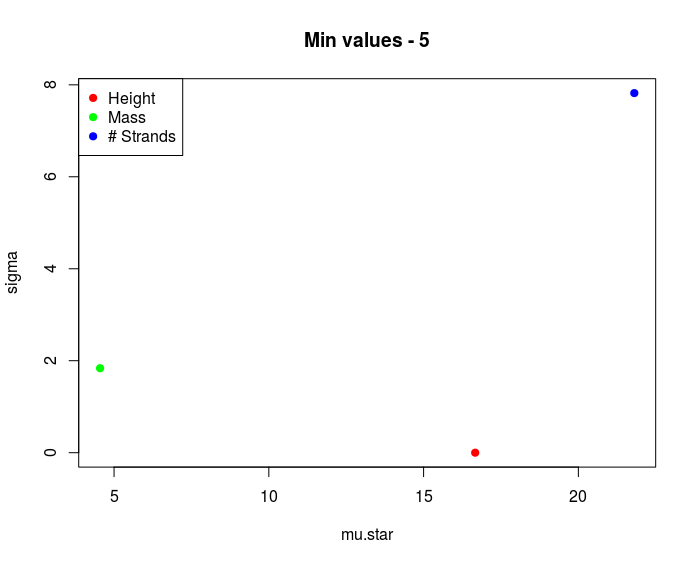 Min values - 5
Height
Mass
# Strands
8
6
4
2
0
sigma
5 10 15 20
mu.star